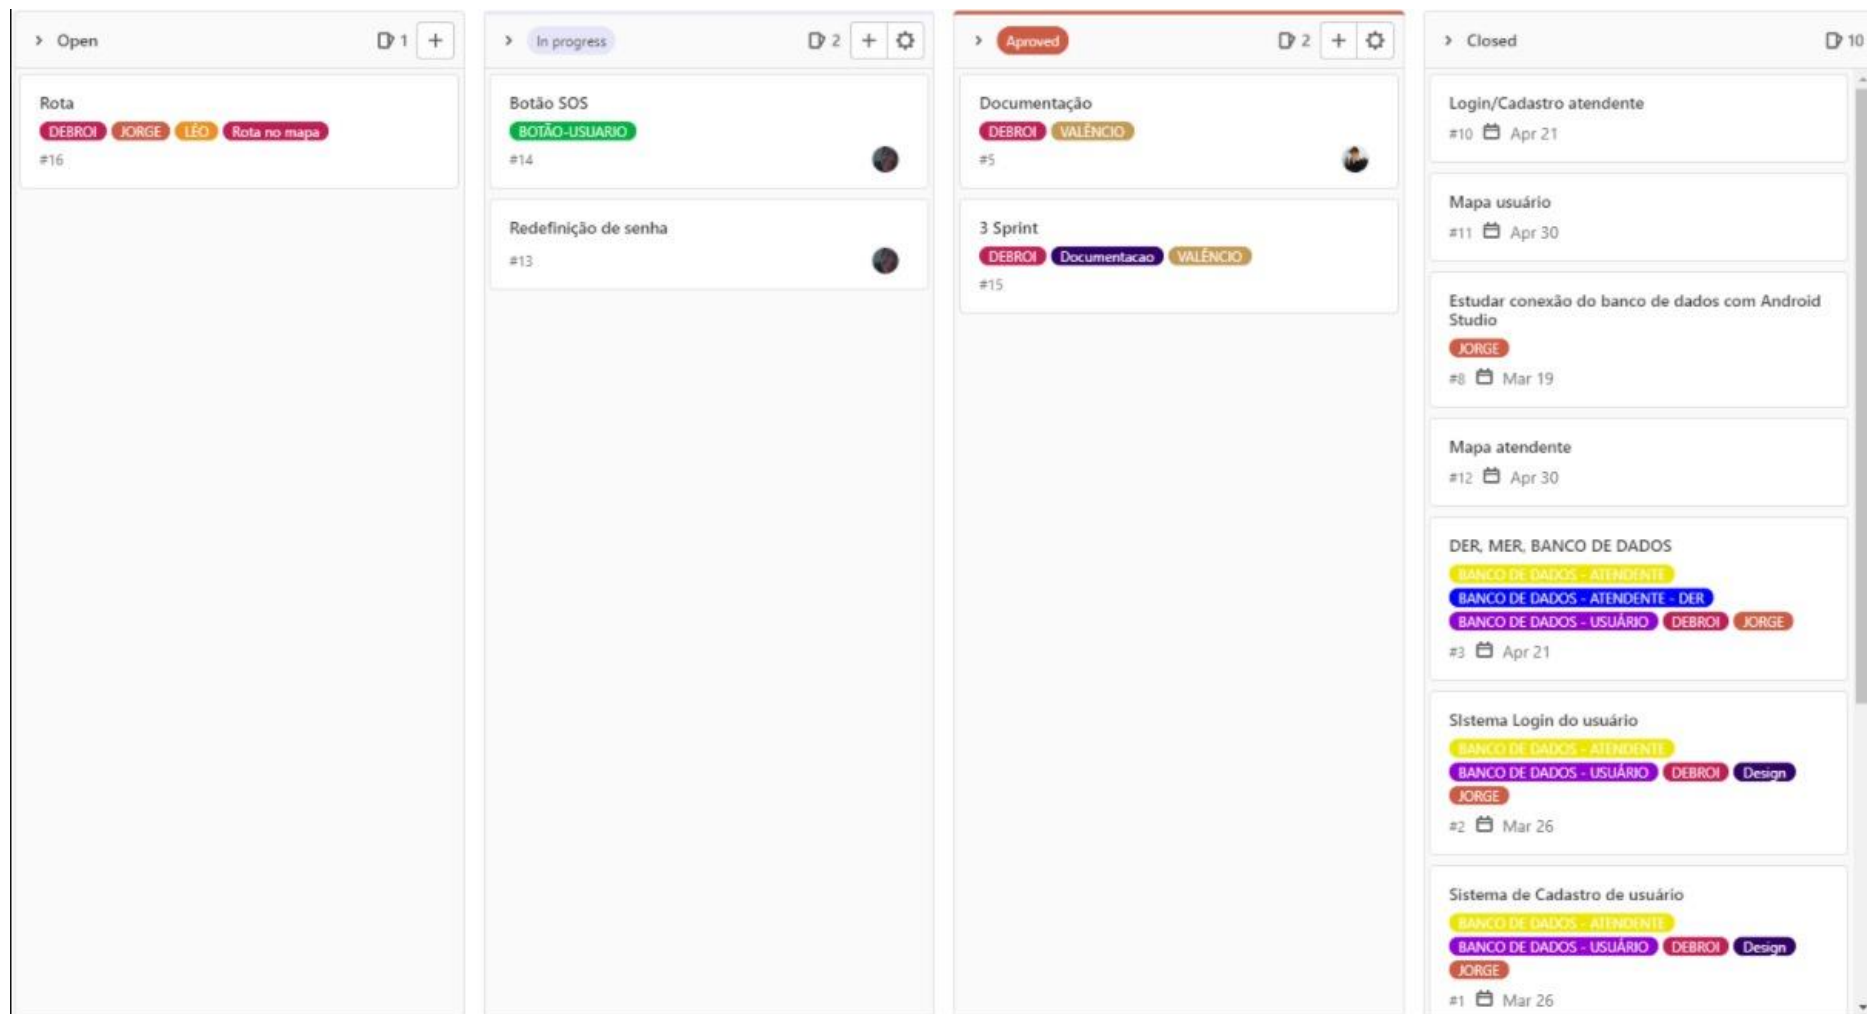 Open 1
Rota
DEBROI JORGE LÉO Rota no mapa
#16
In progress 2
Botão SOS
BOTÃO-USUARIO
#14
Redefinição de senha
#13
Aproved 2
Documentação
DEBROI VALÊNCIO
#5
3 Sprint
DEBROI Documentacao VALÊNCIO
#15
Closed 10
Login/Cadastro atendente
#10 Apr 21
Mapa usuário
#11 Apr 30
Estudar conexão do banco de dados com Android
Studio
JORGE
#8 Mar 19
Mapa atendente
#12 Apr 30
DER, MER, BANCO DE DADOS
BANCO DE DADOS - ATENDENTE
BANCO DE DADOS - ATENDENTE - DER
BANCO DE DADOS - USUÁRIO DEBROI JORGE
#3 Apr 21
SIstema Login do usuário
BANCO DE DADOS - ATENDENTE
BANCO DE DADOS - USUÁRIO DEBROI Design
JORGE
#2 Mar 26
Sistema de Cadastro de usuário
BANCO DE DADOS - ATENDENTE
BANCO DE DADOS - USUÁRIO DEBROI Design
JORGE
#1 Mar 26